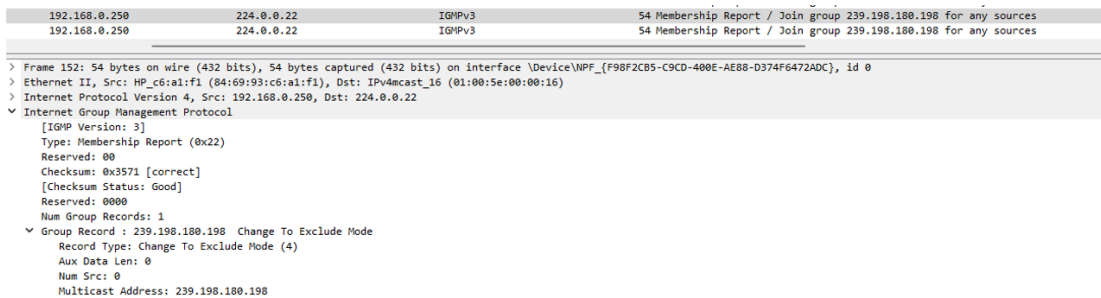 192.168.0.250 224.0.0.22 IGMPv3 54 Membership Report / Join group 239.198.180.198 for any sources
192.168.0.250 224.0.0.22 IGMPv3 54 Membership Report / Join group 239.198.180.198 for any sources
> Frame 152: 54 bytes on wire (432 bits), 54 bytes captured (432 bits) on interface \Device\NPF_{F98F2CB5-C9CD-400E-AE88-D374F6472ADC}, id 0
> Ethernet II, Src: HP_c6:a1:f1 (84:69:93:c6:a1:f1), Dst: IPv4mcast_16 (01:00:5e:00:00:16)
> Internet Protocol Version 4, Src: 192.168.0.250, Dst: 224.0.0.22
Internet Group Management Protocol
[IGMP Version: 3]
Type: Membership Report (0x22)
Reserved: 00
Checksum: 0x3571 [correct]
[Checksum Status: Good]
Reserved: 0000
Num Group Records: 1
Group Record : 239.198.180.198 Change To Exclude Mode
Record Type: Change To Exclude Mode (4)
Aux Data Len: 0
Num Src: 0
Multicast Address: 239.198.180.198